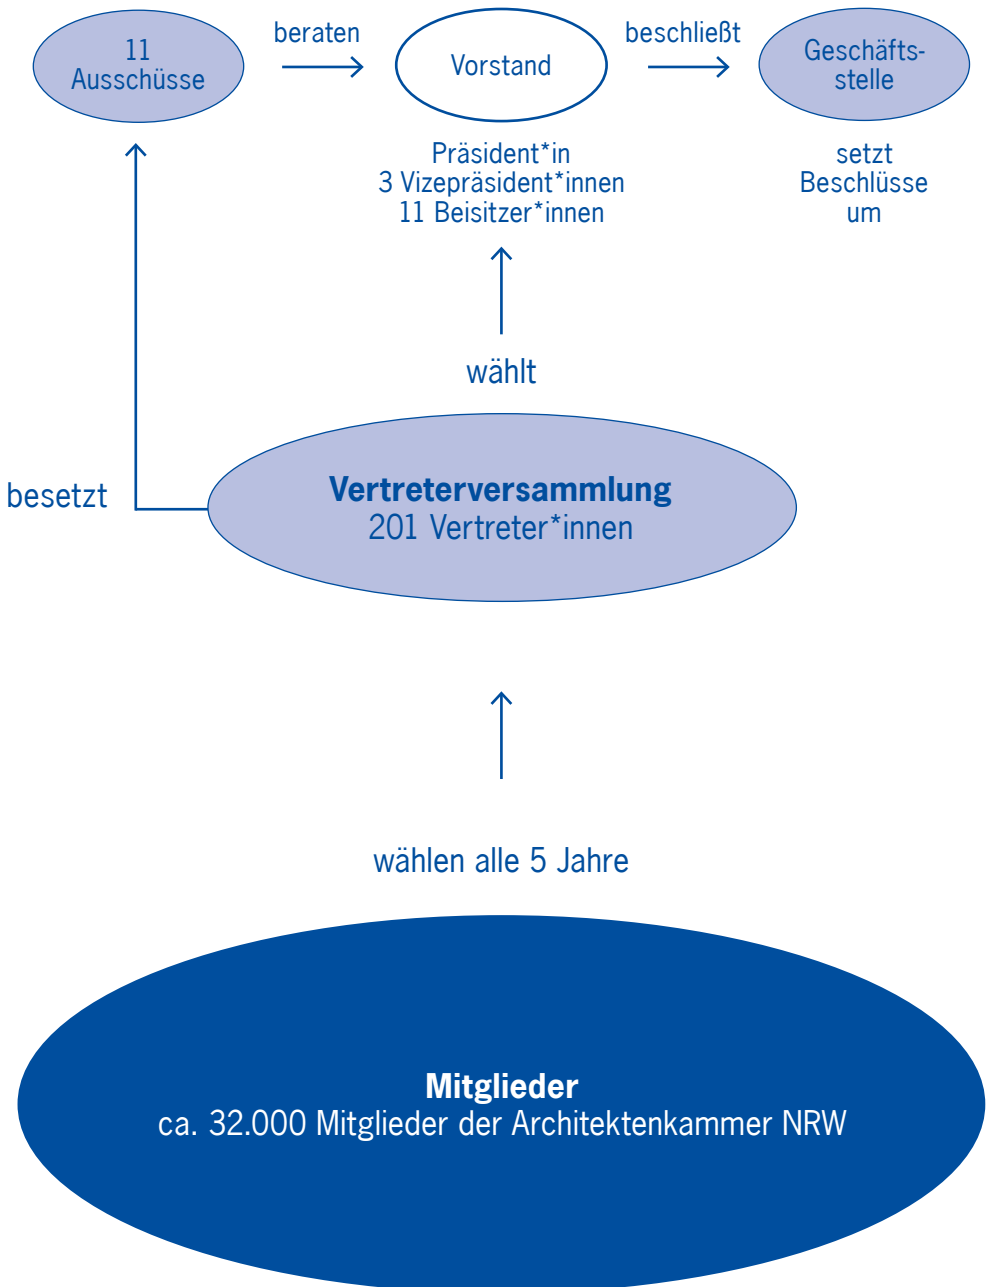 11
Ausschüsse
beraten
Vorstand
beschließt
Geschäfts-
stelle
Präsident*in
3 Vizepräsident*innen
11 Beisitzer*innen
setzt
Beschlüsse
um
wählt
besetzt
Vertreterversammlung
201 Vertreter*innen
wählen alle 5 Jahre
Mitglieder
ca. 32.000 Mitglieder der Architektenkammer NRW